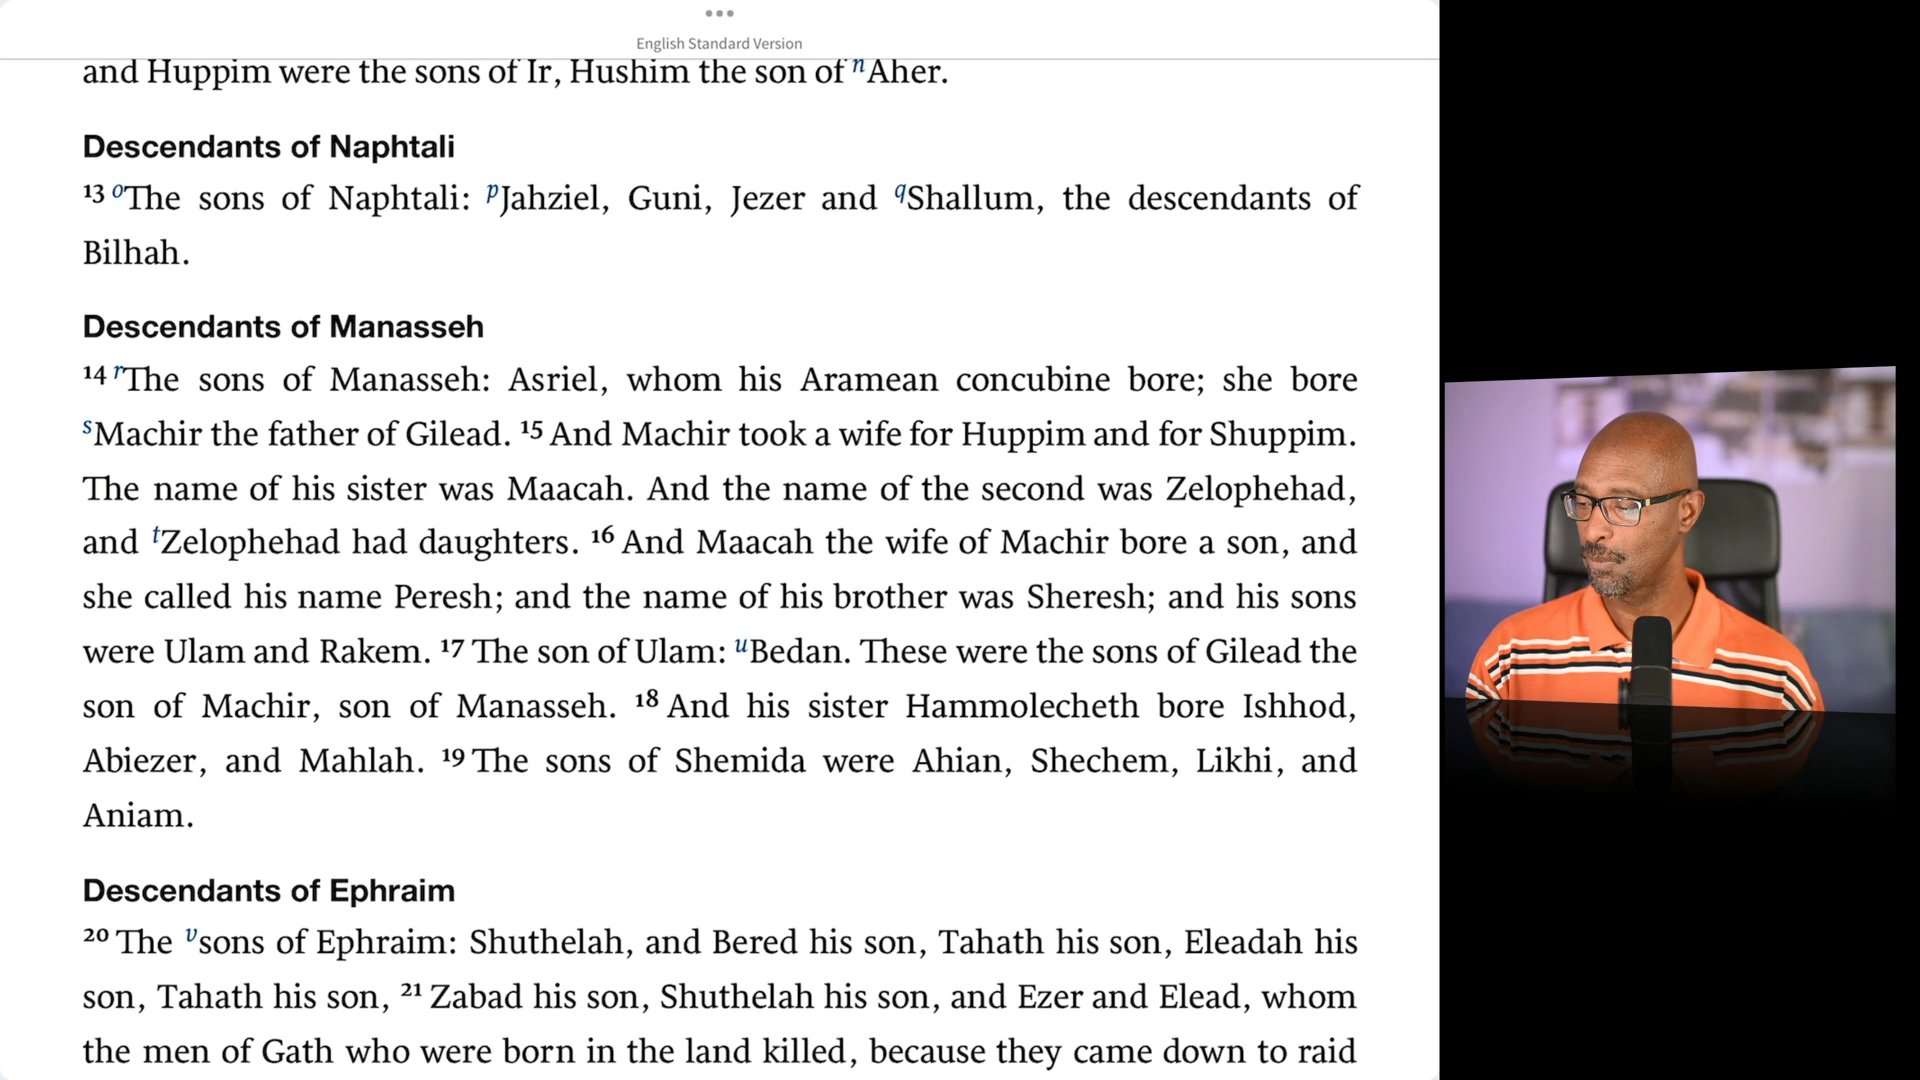 English Standard Version
and Huppim were the sons of Ir, Hushim the son of nAher.
Descendants of Naphtali
13 oThe sons of Naphtali: pJahziel, Guni, Jezer and qShallum, the descendants of
Bilhah.
Descendants of Manasseh
14 rThe sons of Manasseh: Asriel, whom his Aramean concubine bore; she bore
sMachir the father of Gilead. 15 And Machir took a wife for Huppim and for Shuppim.
The name of his sister was Maacah. And the name of the second was Zelophehad,
and tZelophehad had daughters. 16 And Maacah the wife of Machir bore a son, and
she called his name Peresh; and the name of his brother was Sheresh; and his sons
were Ulam and Rakem. 17 The son of Ulam: uBedan. These were the sons of Gilead the
son of Machir, son of Manasseh. 18 And his sister Hammolecheth bore Ishhod,
Abiezer, and Mahlah. 19 The sons of Shemida were Ahian, Shechem, Likhi, and
Aniam.
Descendants of Ephraim
20 The vsons of Ephraim: Shuthelah, and Bered his son, Tahath his son, Eleadah his
son, Tahath his son, 21 Zabad his son, Shuthelah his son, and Ezer and Elead, whom
the men of Gath who were born in the land killed, because they came down to raid